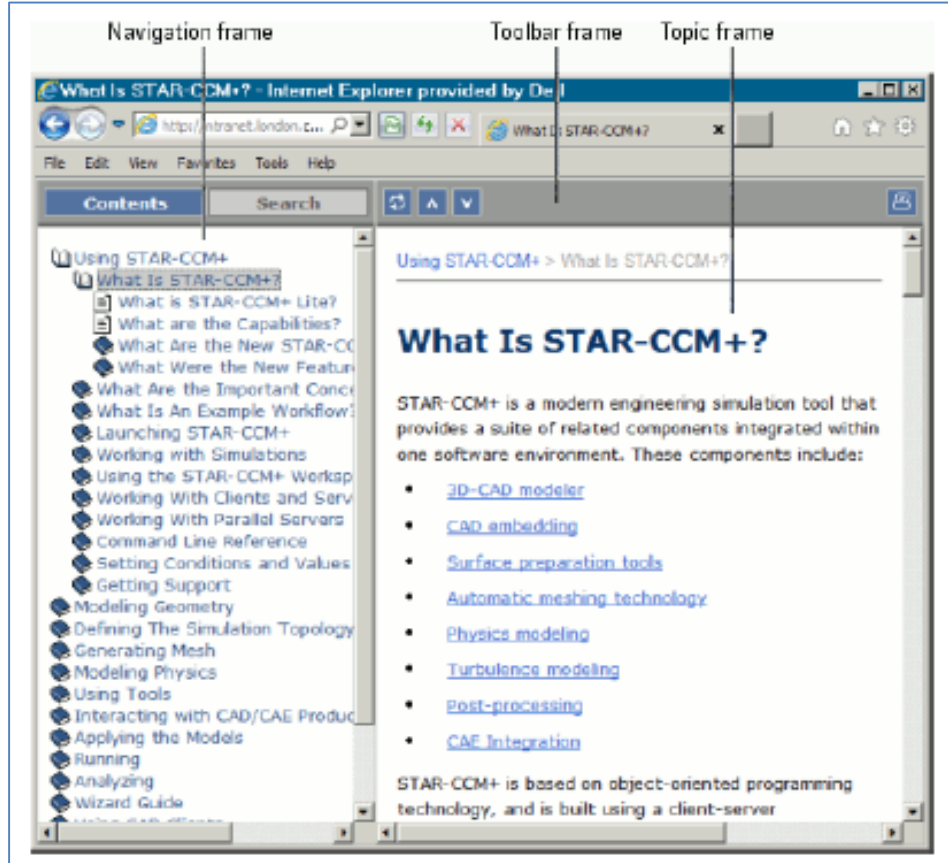 Navigation frame Toolbar frame Topic frame
What Is STAR-CCM+? - Internet Explorer provided by Dell
http://intranet.london.c... What Is STAR-CCM+?
File Edit View Favorites Tools Help
Contents Search
Using STAR-CCM+
What Is STAR-CCM+?
What is STAR-CCM+ Lite?
What are the Capabilities?
What Are the New STAR-CC
What Were the New Featur
What Are the Important Conce
What Is An Example Workflow?
Launching STAR-CCM+
Working with Simulations
Using the STAR-CCM+ Worksp
Working With Clients and Serv
Working With Parallel Servers
Command Line Reference
Setting Conditions and Values
Getting Support
Modeling Geometry
Defining The Simulation Topology
Generating Mesh
Modeling Physics
Using Tools
Interacting with CAD/CAE Produc
Applying the Models
Running
Analyzing
Wizard Guide
Using STAR-CCM+ > What Is STAR-CCM+?
What Is STAR-CCM+?
STAR-CCM+ is a modern engineering simulation tool that
provides a suite of related components integrated within
one software environment. These components include:
• 3D-CAD modeler
• CAD embedding
• Surface preparation tools
• Automatic meshing technology
• Physics modeling
• Turbulence modeling
• Post-processing
• CAE Integration
STAR-CCM+ is based on object-oriented programming
technology, and is built using a client-server